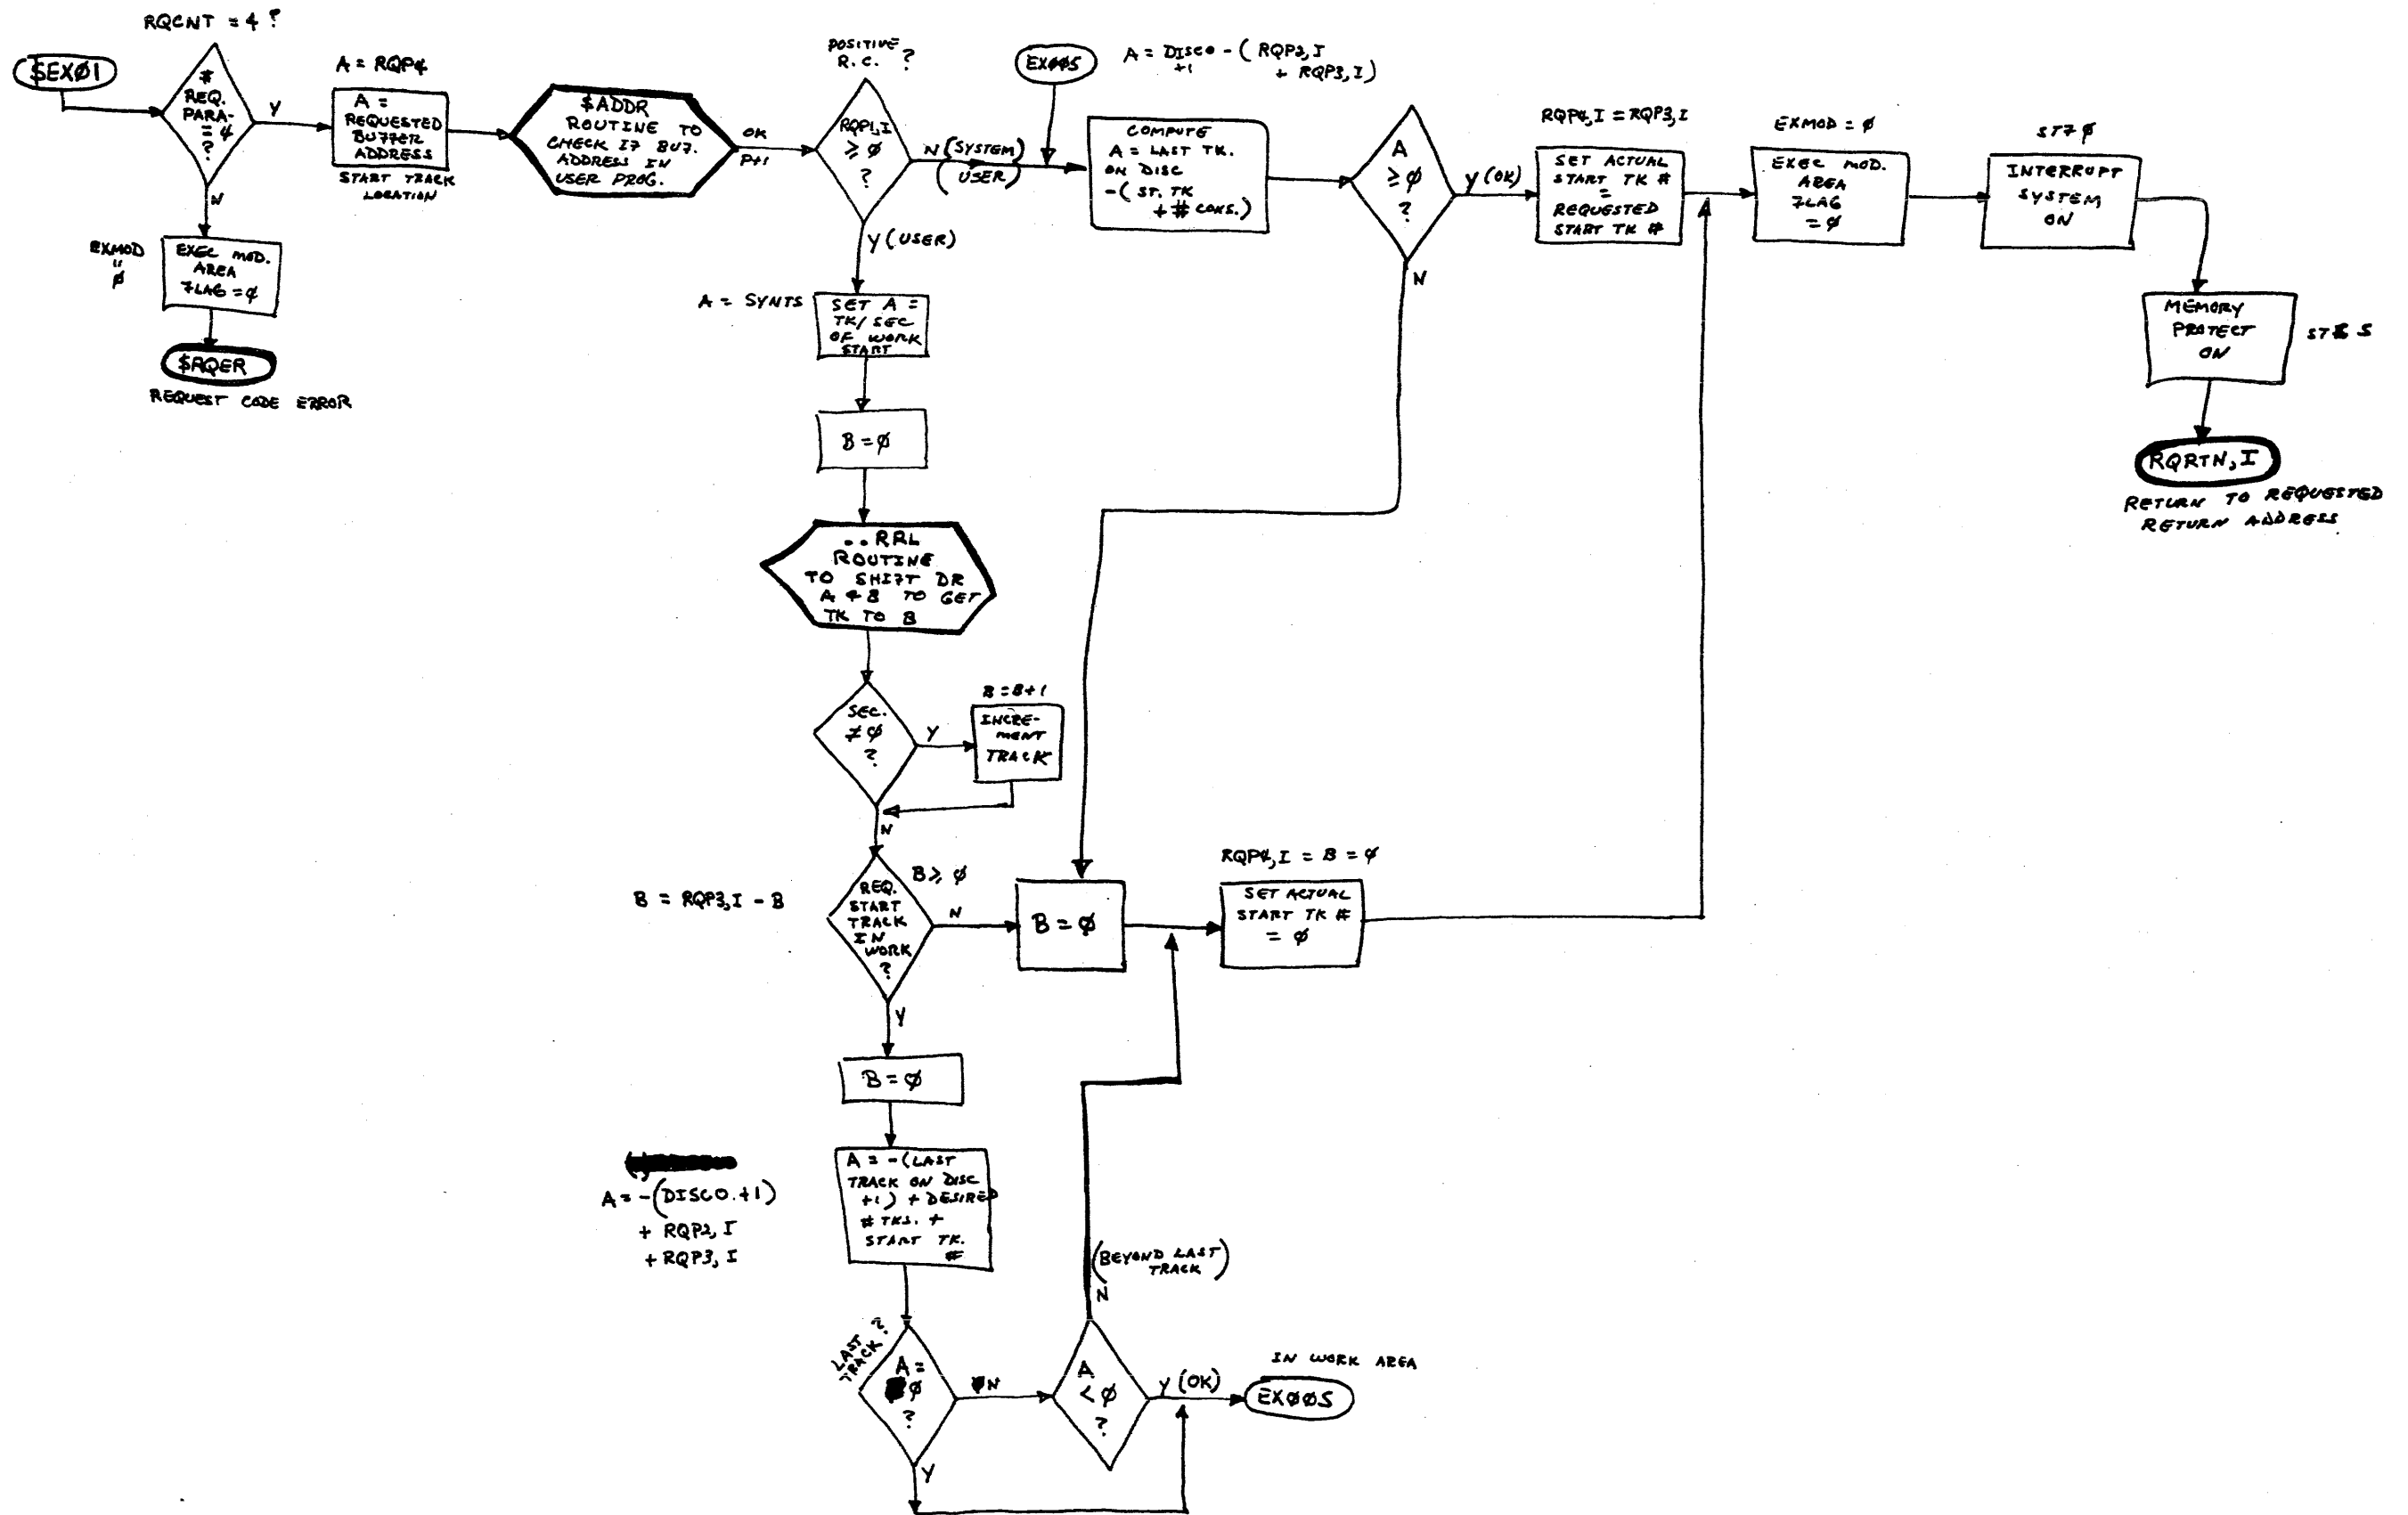 RQCNT = 4 ?
$EXØ1
#
REQ.
PARA-
= 4
?
Y
N
A = RQP4
A =
REQUESTED
BUFFER
ADDRESS
START TRACK
LOCATION
EXMOD
=
Ø
EXEC MOD.
AREA
FLAG = Ø
$RQER
REQUEST CODE ERROR
$ADDR
ROUTINE TO
CHECK IF BUF.
ADDRESS IN
USER PROG.
OK
P+1
POSITIVE
R.C. ?
RQP1,I
≥ Ø
?
N (SYSTEM)
(USER)
Y (USER)
EXØØ5
A = DISCO - (RQP2,I
+1
+ RQP3,I)
COMPUTE
A = LAST TK.
ON DISC
-( ST. TK
+ # CONS.)
A
≥ Ø
?
Y (OK)
N
RQP4,I = RQP3,I
SET ACTUAL
START TK #
=
REQUESTED
START TK #
EXMOD = Ø
EXEC MOD.
AREA
FLAG
= Ø
STF Ø
INTERRUPT
SYSTEM
ON
MEMORY
PROTECT
ON
5
RQRTN,I
RETURN TO REQUESTED
RETURN ADDRESS
A = SYNTS
SET A =
TK/SEC
OF WORK
START
B = Ø
..RRL
ROUTINE
TO SHIFT DR
A & B TO GET
TK TO B
SEC.
≠ Ø
?
Y
N
B = B+1
INCRE-
MENT
TRACK
B = RQP3,I - B
B ≥ Ø
REQ.
START
TRACK
IN
WORK
?
N
Y
B = Ø
RQP4,I = B = Ø
SET ACTUAL
START TK #
= Ø
B = Ø
A = -(DISCO.+1)
+ RQP2,I
+ RQP3,I
A = -(LAST
TRACK ON DISC
+1) + DESIRED
# TKS. +
START TK.
#
LAST
TRACK ?
A =
Ø
?
N
Y
(BEYOND LAST
TRACK)
N
A
< Ø
?
Y (OK)
IN WORK AREA
EXØØ5